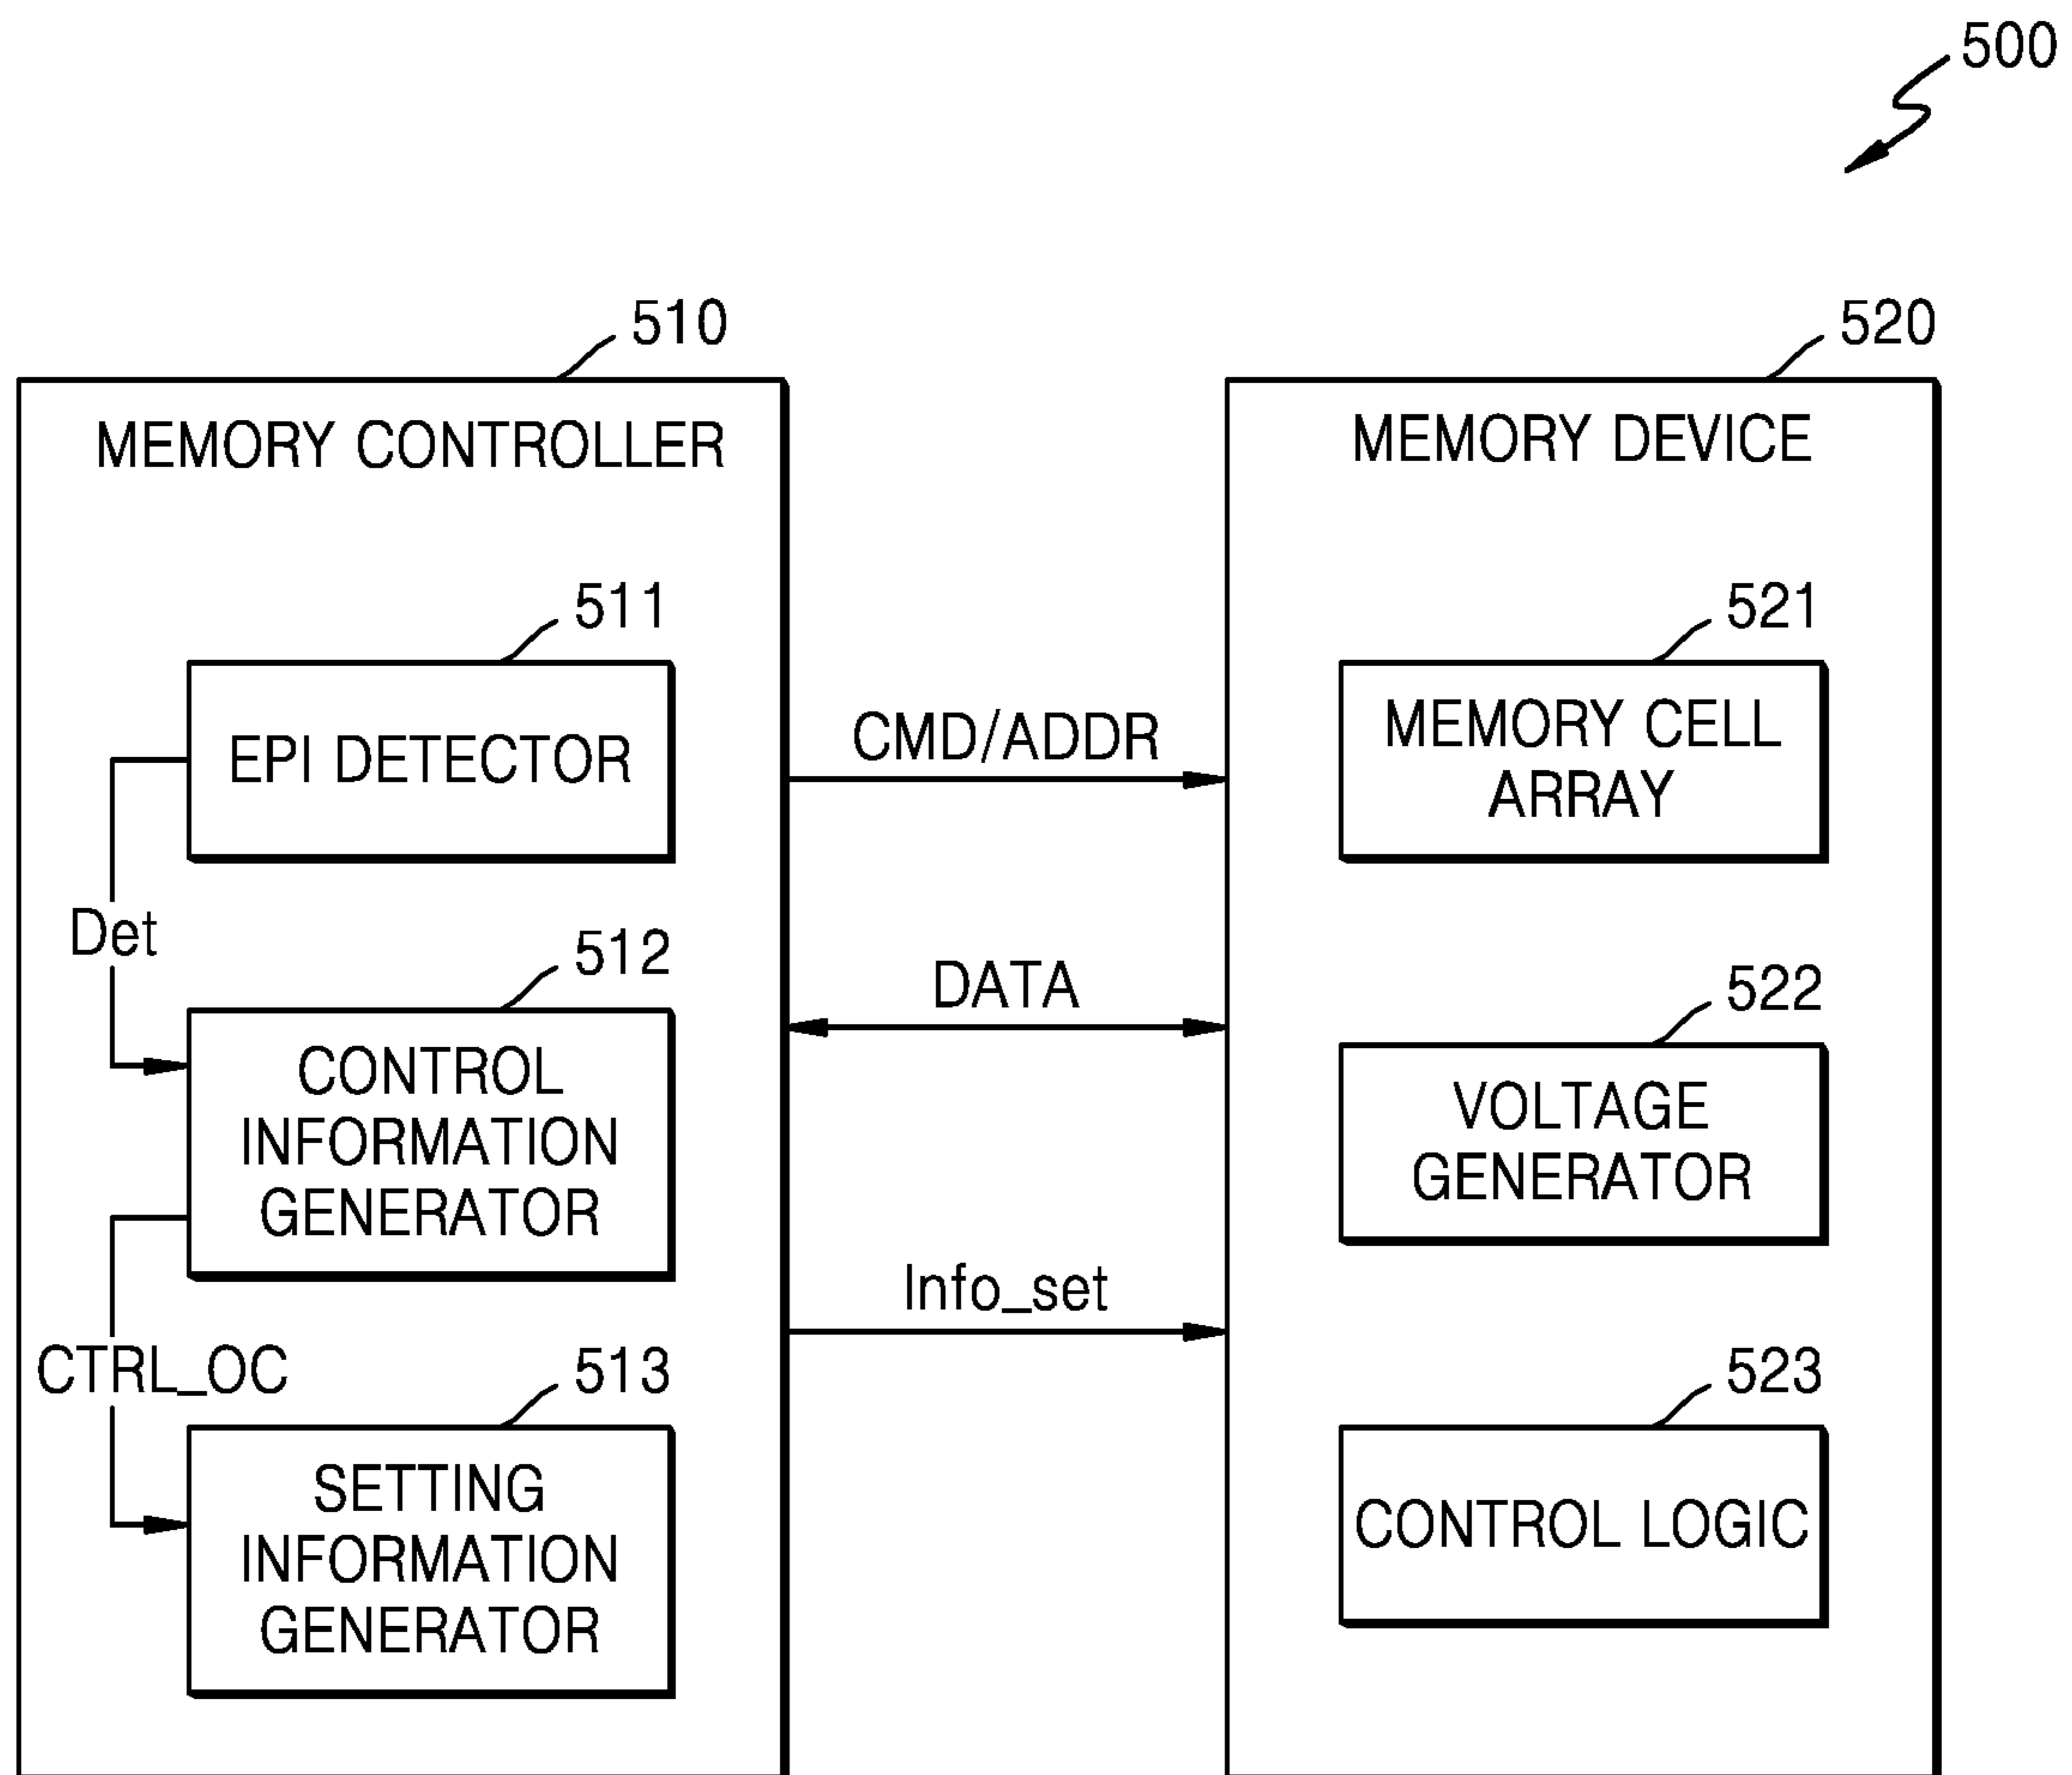 500
510
520
MEMORY CONTROLLER
MEMORY DEVICE
511
EPI DETECTOR
Det
512
CONTROL
INFORMATION
GENERATOR
CTRL_OC
513
SETTING
INFORMATION
GENERATOR
CMD/ADDR
DATA
Info_set
521
MEMORY CELL
ARRAY
522
VOLTAGE
GENERATOR
523
CONTROL LOGIC